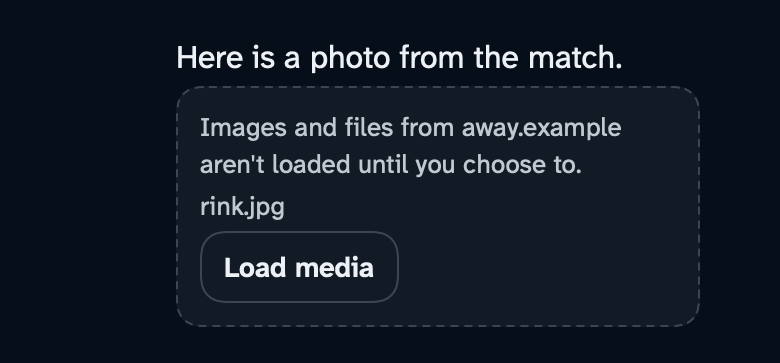 Here is a photo from the match.
Images and files from away.example
aren't loaded until you choose to.
rink.jpg
Load media